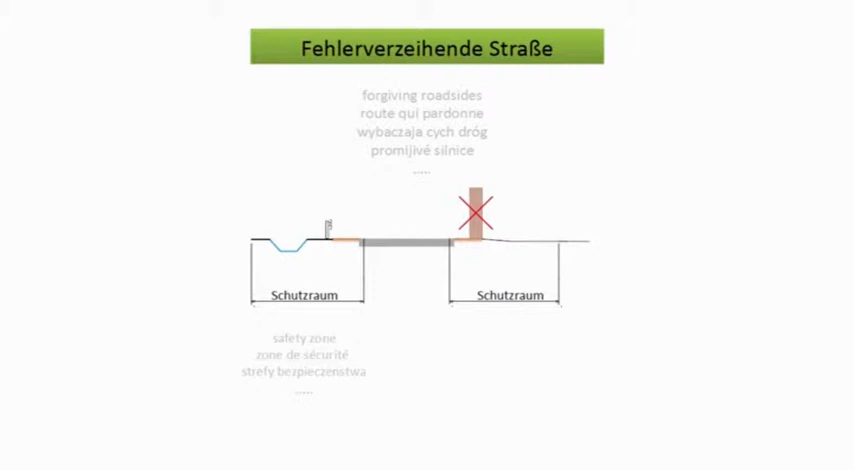 Fehlerverzeihende Straße
forgiving roadsides
route qui pardonne
wybaczaja cych dróg
promijivé silnice
.....
Schutzraum
Schutzraum
safety zone
zone de sécurité
strefy bezpieczenstwa
.....